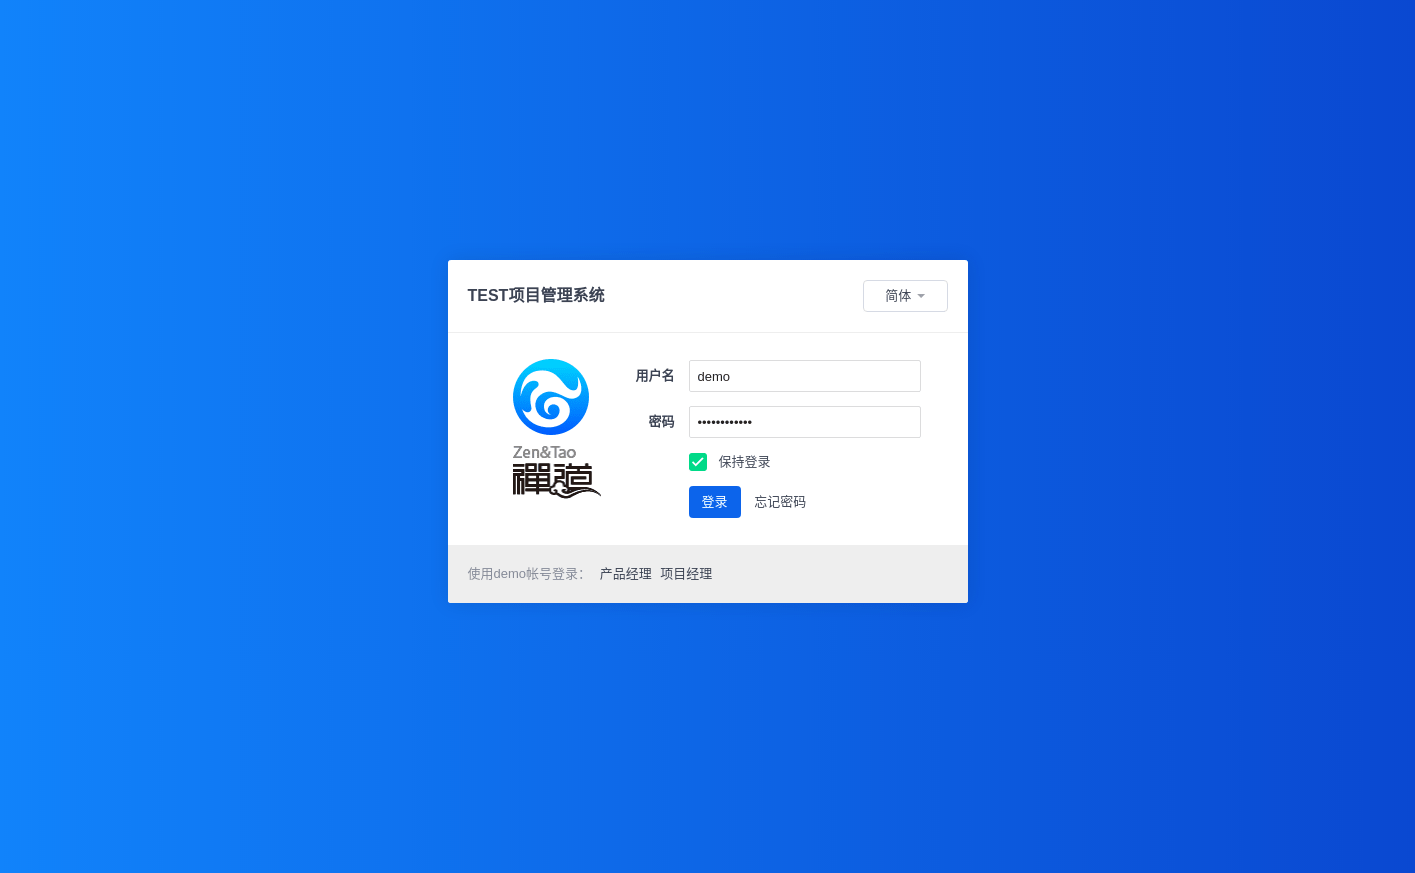 TEST项目管理系统
简体
Zen&Tao
禅道
用户名
demo
密码
••••••••••••
保持登录
登录 忘记密码
使用demo帐号登录： 产品经理 项目经理